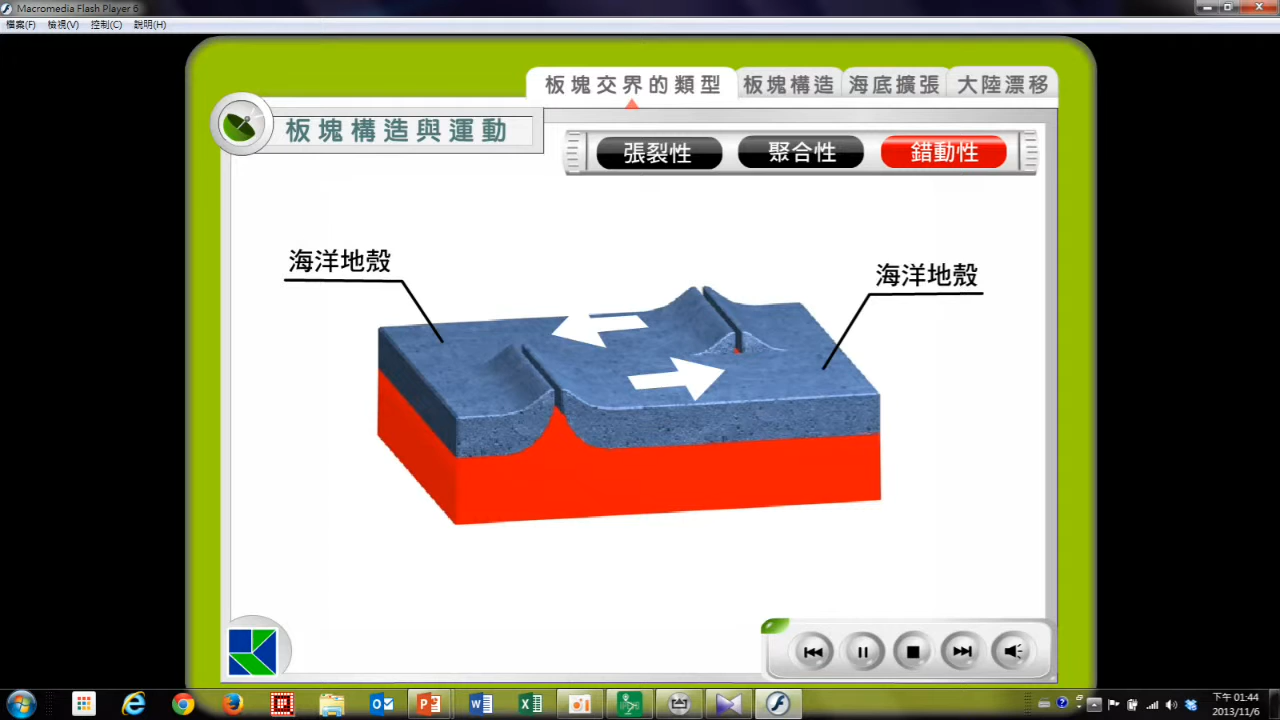 Macromedia Flash Player 6
檔案(F) 檢視(V) 控制(C) 說明(H)
板塊交界的類型 板塊構造 海底擴張 大陸漂移
板塊構造與運動
張裂性 聚合性 錯動性
海洋地殼
海洋地殼
下午 01:44
2013/11/6